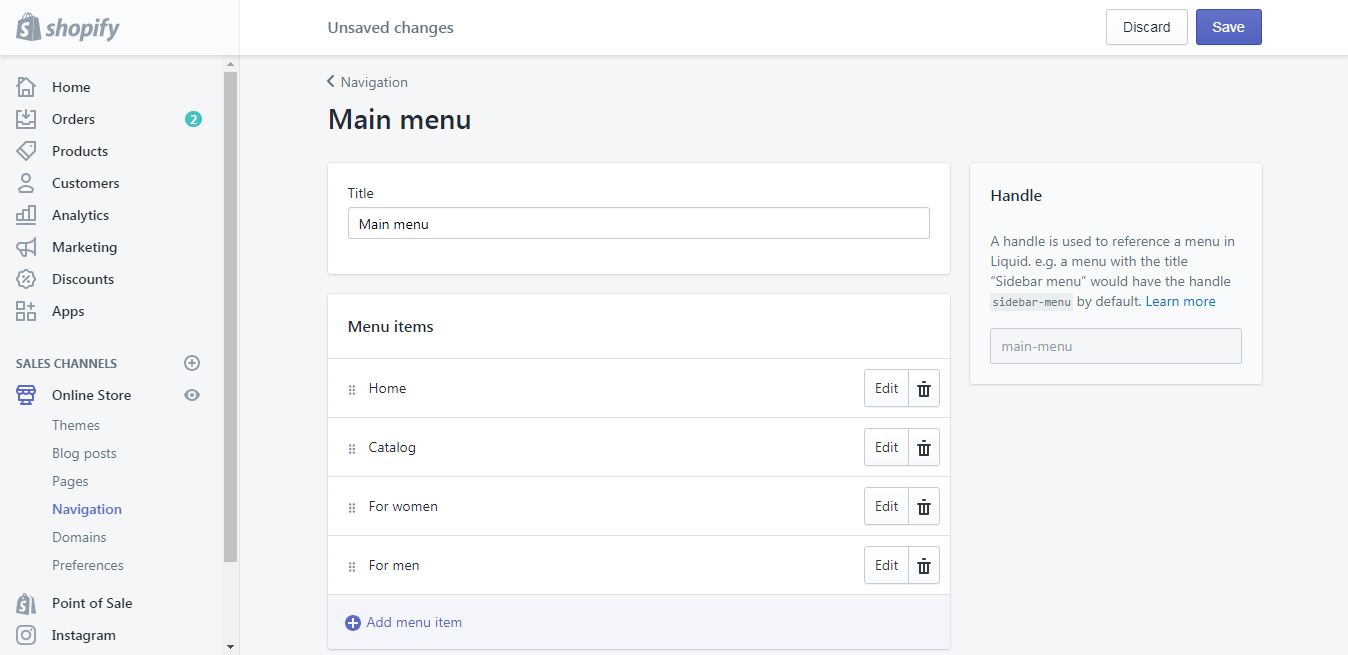 shopify
Unsaved changes
Discard
Save
Home
Orders
2
Products
Customers
Analytics
Marketing
Discounts
Apps
SALES CHANNELS
Online Store
Themes
Blog posts
Pages
Navigation
Domains
Preferences
Point of Sale
Instagram
Navigation
Main menu
Title
Main menu
Menu items
Home
Edit
Catalog
Edit
For women
Edit
For men
Edit
Add menu item
Handle
A handle is used to reference a menu in
Liquid. e.g. a menu with the title
“Sidebar menu” would have the handle
sidebar-menu by default. Learn more
main-menu